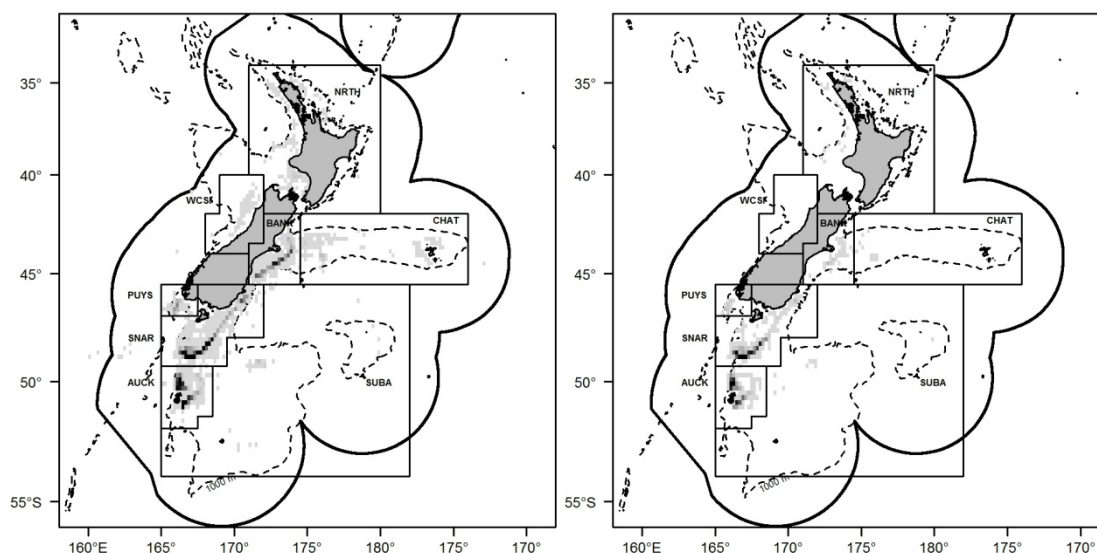 35°
40°
45°
50°
55°S
160°E
165°
170°
175°
180°
175°
170°
NRTH
WCSI
BANK
CHAT
PUYS
SNAR
AUCK
SUBA
1000 m
35°
40°
45°
50°
55°S
160°E
165°
170°
175°
180°
175°
170°
NRTH
WCSI
BANK
CHAT
PUYS
SNAR
AUCK
SUBA
1000 m